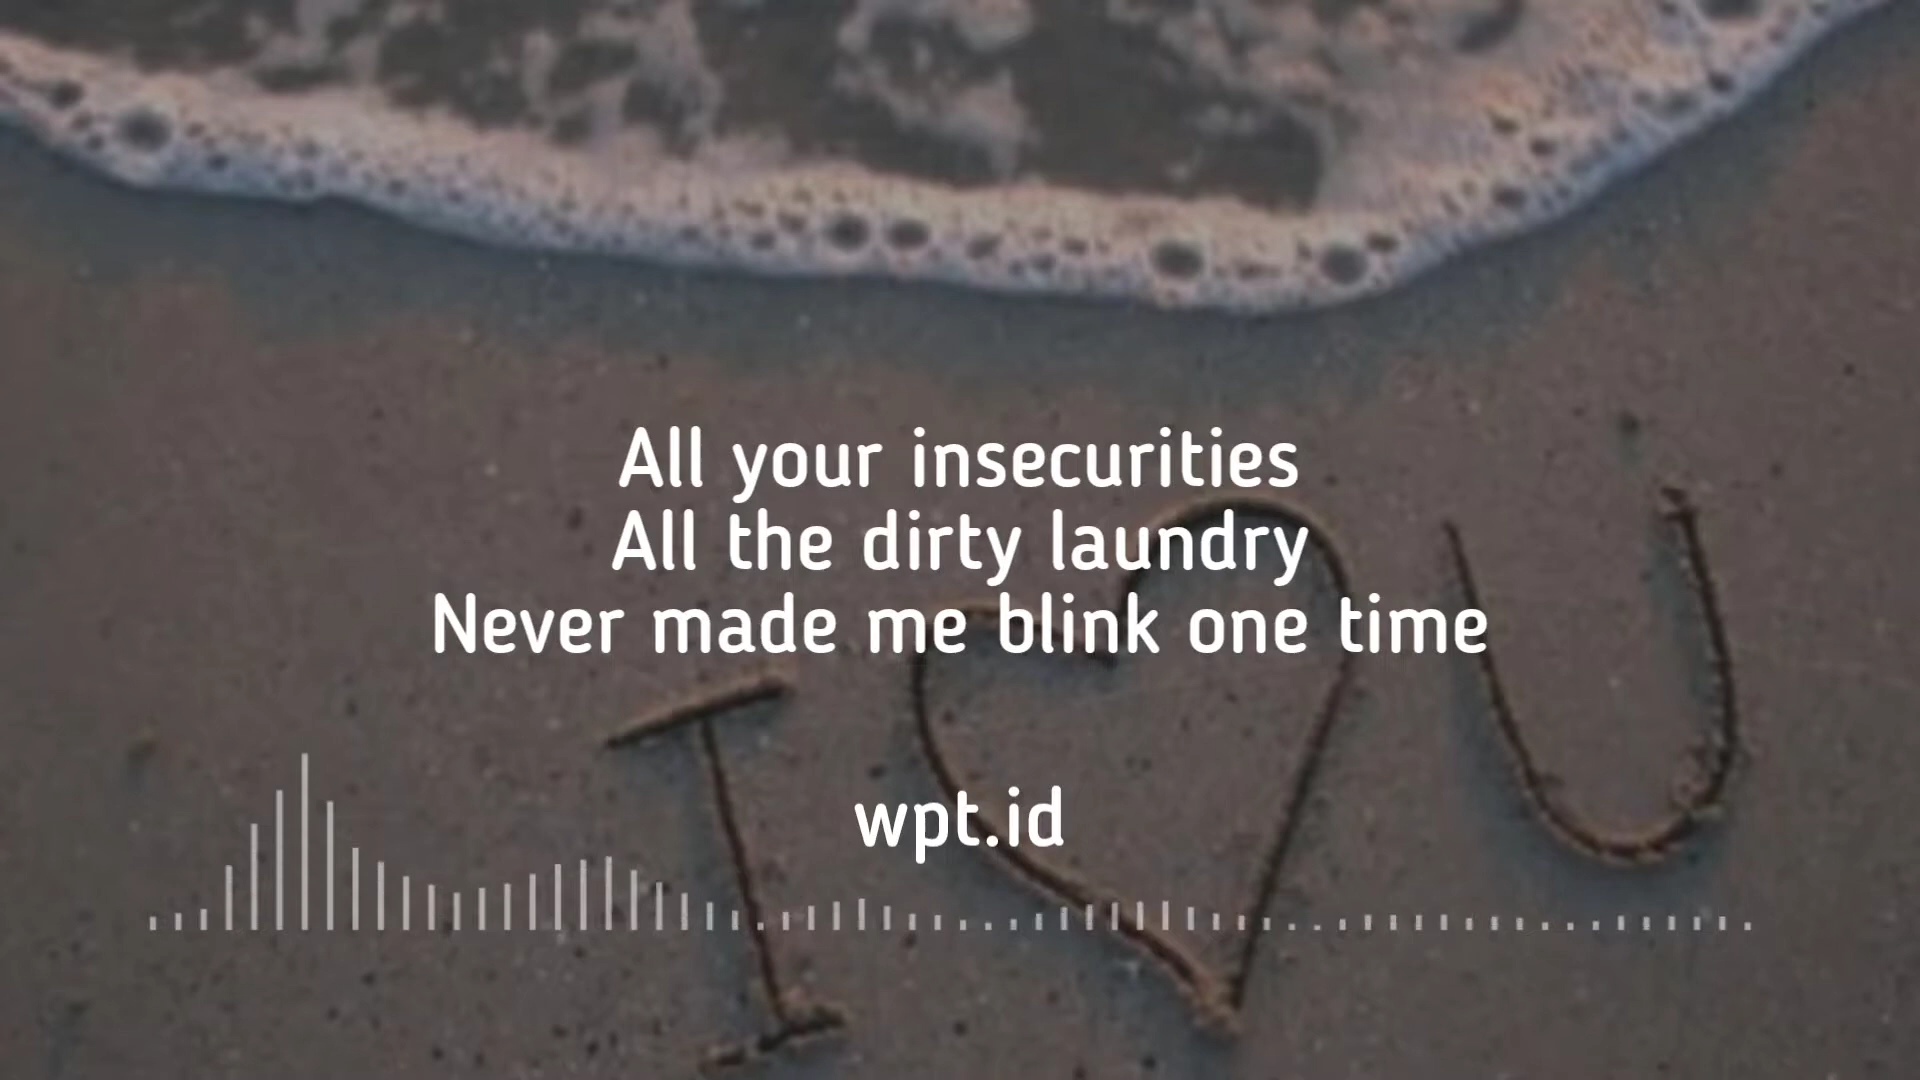 All your insecurities
All the dirty laundry
Never made me blink one time
I ♡ U
wpt.id